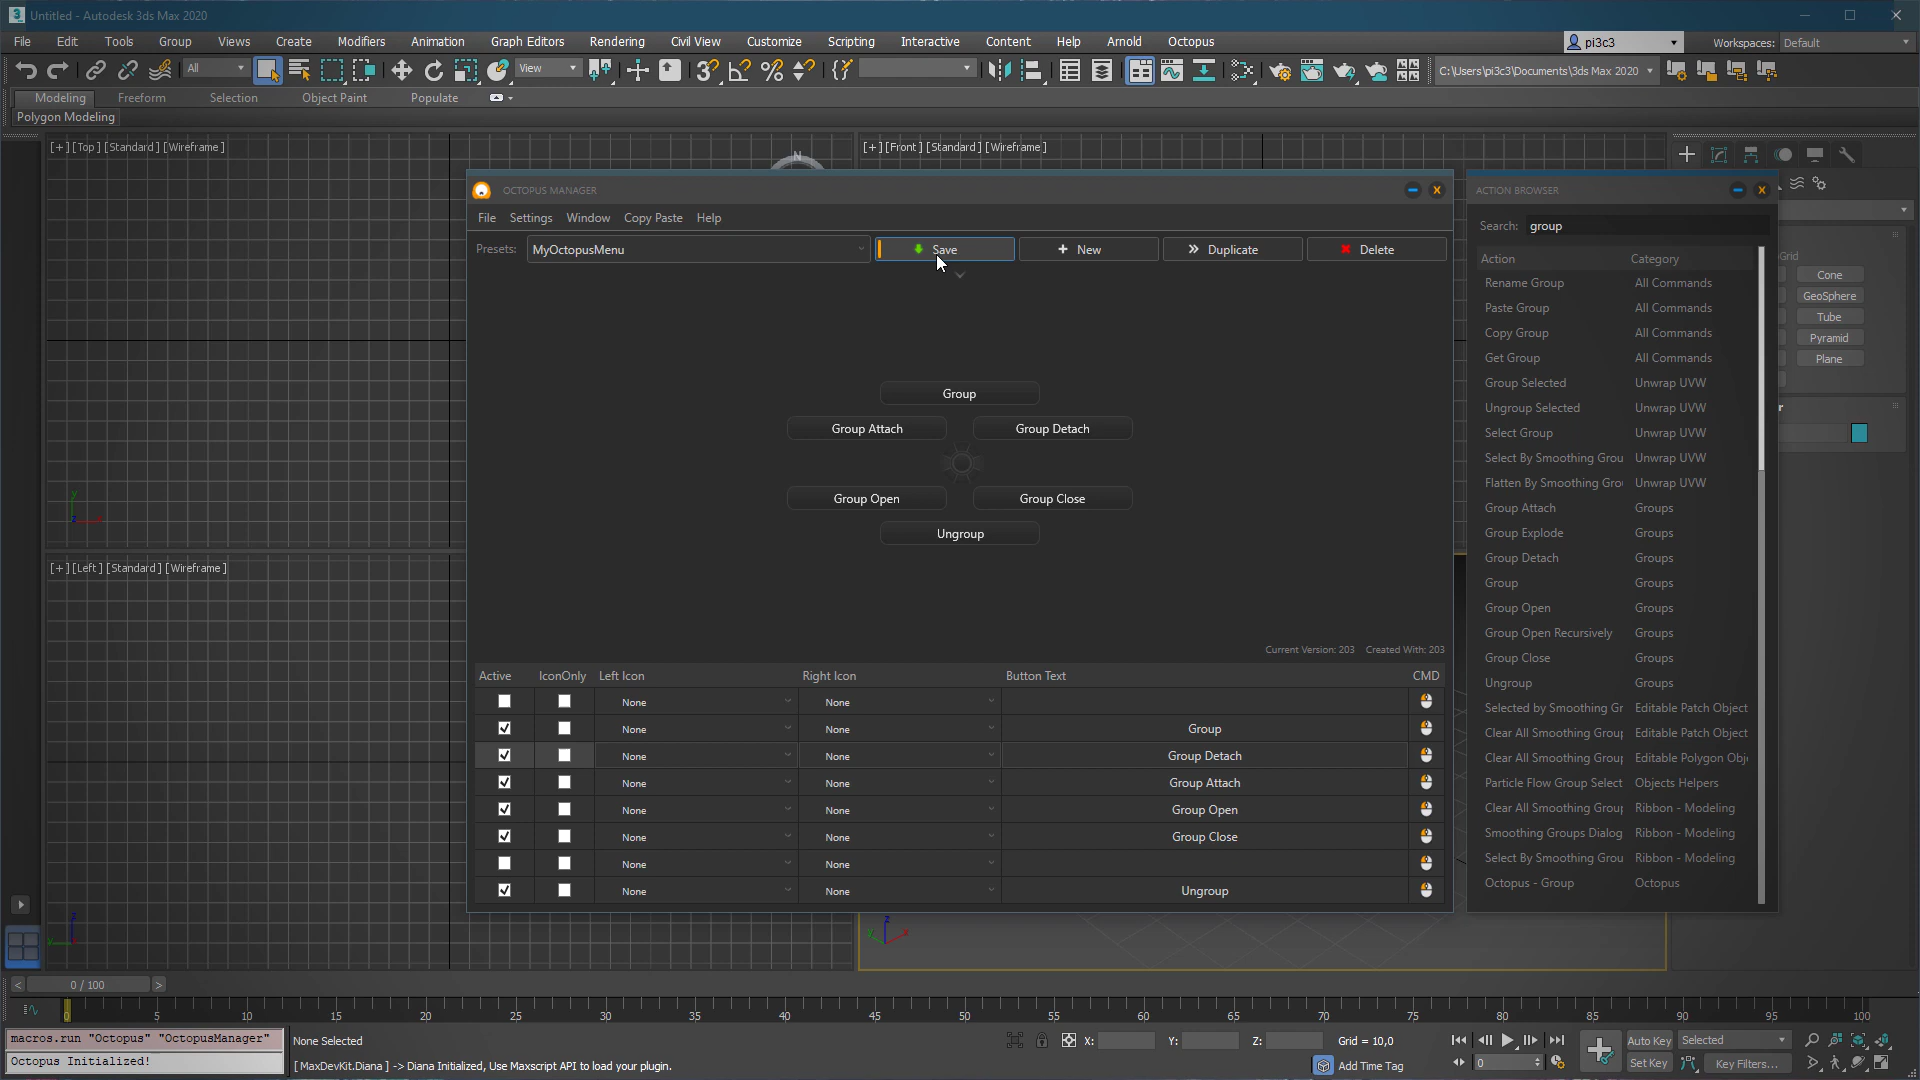 Untitled - Autodesk 3ds Max 2020
File Edit Tools Group Views Create Modifiers Animation Graph Editors Rendering Civil View Customize Scripting Interactive Content Help Arnold Octopus
pi3c3 Workspaces: Default
All View C:\Users\pi3c3\Documents\3ds Max 2020
Modeling Freeform Selection Object Paint Populate
Polygon Modeling
[+] [Top] [Standard] [Wireframe]
[+] [Front] [Standard] [Wireframe]
[+] [Left] [Standard] [Wireframe]
N
OCTOPUS MANAGER
File Settings Window Copy Paste Help
Presets: MyOctopusMenu Save New Duplicate Delete
Group
Group Attach Group Detach
Group Open Group Close
Ungroup
Current Version: 203 Created With: 203
Active IconOnly Left Icon Right Icon Button Text CMD
None None
None None Group
None None Group Detach
None None Group Attach
None None Group Open
None None Group Close
None None
None None Ungroup
ACTION BROWSER
Search: group
Action Category
Rename Group All Commands
Paste Group All Commands
Copy Group All Commands
Get Group All Commands
Group Selected Unwrap UVW
Ungroup Selected Unwrap UVW
Select Group Unwrap UVW
Select By Smoothing Grou Unwrap UVW
Flatten By Smoothing Gro Unwrap UVW
Group Attach Groups
Group Explode Groups
Group Detach Groups
Group Groups
Group Open Groups
Group Open Recursively Groups
Group Close Groups
Ungroup Groups
Selected by Smoothing Gr Editable Patch Object
Clear All Smoothing Grou Editable Patch Object
Clear All Smoothing Grou Editable Polygon Obj
Particle Flow Group Select Objects Helpers
Clear All Smoothing Grou Ribbon - Modeling
Smoothing Groups Dialog Ribbon - Modeling
Select By Smoothing Grou Ribbon - Modeling
Octopus - Group Octopus
Grid
Cone
GeoSphere
Tube
Pyramid
Plane
r
y
z
z
z
x
0 / 100
0 5 10 15 20 25 30 35 40 45 50 55 60 65 70 75 80 85 90 95 100
macros.run "Octopus" "OctopusManager"
Octopus Initialized!
None Selected
[MaxDevKit.Diana ] -> Diana Initialized, Use Maxscript API to load your plugin.
X: Y: Z: Grid = 10,0
Add Time Tag
0
Auto Key Selected
Set Key Key Filters...